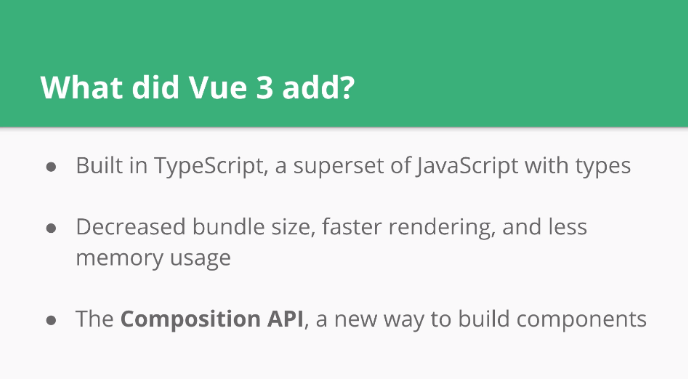 What did Vue 3 add?
● Built in TypeScript, a superset of JavaScript with types
● Decreased bundle size, faster rendering, and less
memory usage
● The Composition API, a new way to build components